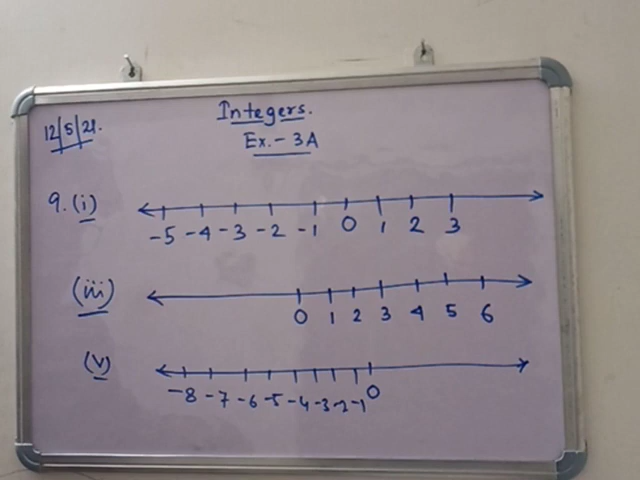 Integers.
12/5/21.
Ex.- 3A
9. (i)
-5 -4 -3 -2 -1 0 1 2 3
(iii)
0 1 2 3 4 5 6
(v)
-8 -7 -6 -5 -4 -3 -2 -1 0